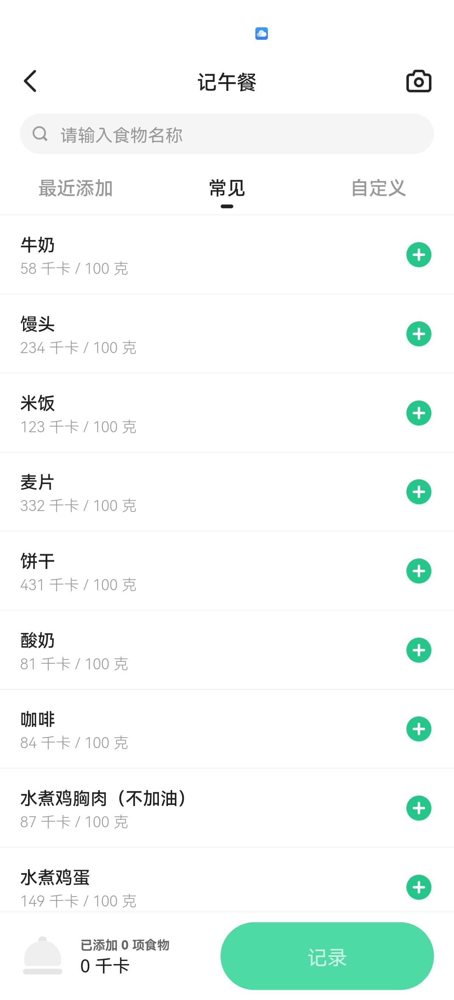 记午餐
请输入食物名称
最近添加 常见 自定义
牛奶
58 千卡 / 100 克
馒头
234 千卡 / 100 克
米饭
123 千卡 / 100 克
麦片
332 千卡 / 100 克
饼干
431 千卡 / 100 克
酸奶
81 千卡 / 100 克
咖啡
84 千卡 / 100 克
水煮鸡胸肉（不加油）
87 千卡 / 100 克
水煮鸡蛋
149 千卡 / 100 克
已添加 0 项食物
0 千卡
记录